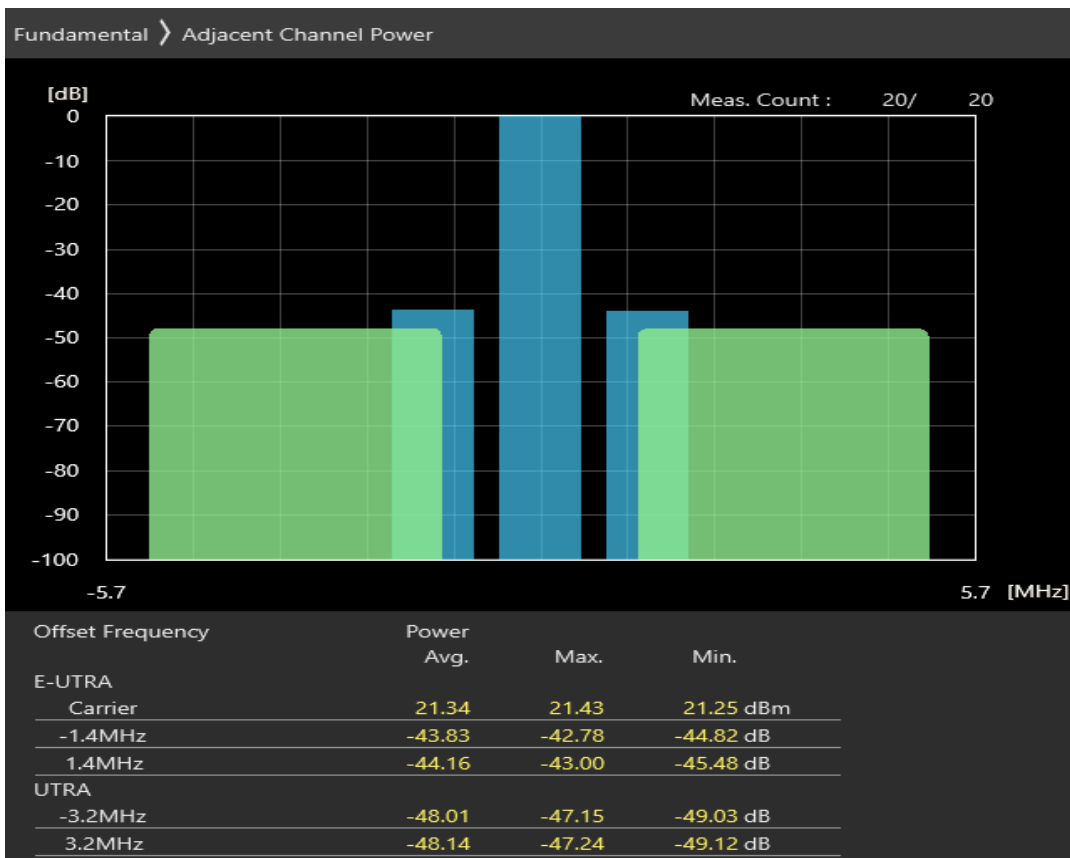 Fundamental 〉 Adjacent Channel Power
[dB]
Meas. Count : 20/ 20
0
-10
-20
-30
-40
-50
-60
-70
-80
-90
-100
-5.7 5.7 [MHz]
Offset Frequency Power
Avg. Max. Min.
E-UTRA
Carrier 21.34 21.43 21.25 dBm
-1.4MHz -43.83 -42.78 -44.82 dB
1.4MHz -44.16 -43.00 -45.48 dB
UTRA
-3.2MHz -48.01 -47.15 -49.03 dB
3.2MHz -48.14 -47.24 -49.12 dB